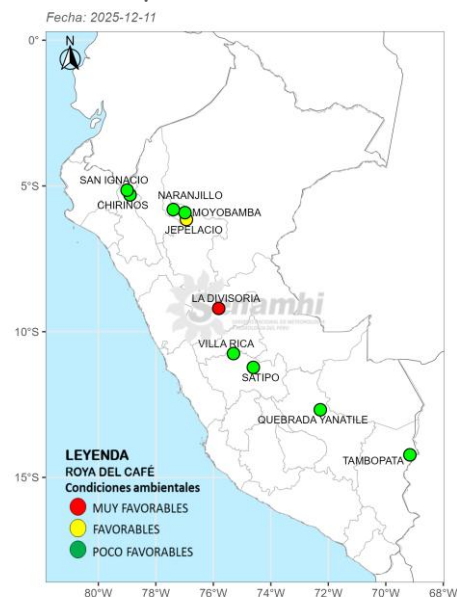 Fecha: 2025-12-11
N
0°
5°S
10°S
15°S
SAN IGNACIO
CHIRINOS
NARANJILLO
MOYOBAMBA
JEPELACIO
LA DIVISORIA
Senamhi
VILLA RICA
SATIPO
QUEBRADA YANATILE
TAMBOPATA
LEYENDA
ROYA DEL CAFÉ
Condiciones ambientales
MUY FAVORABLES
FAVORABLES
POCO FAVORABLES
80°W 78°W 76°W 74°W 72°W 70°W 68°W